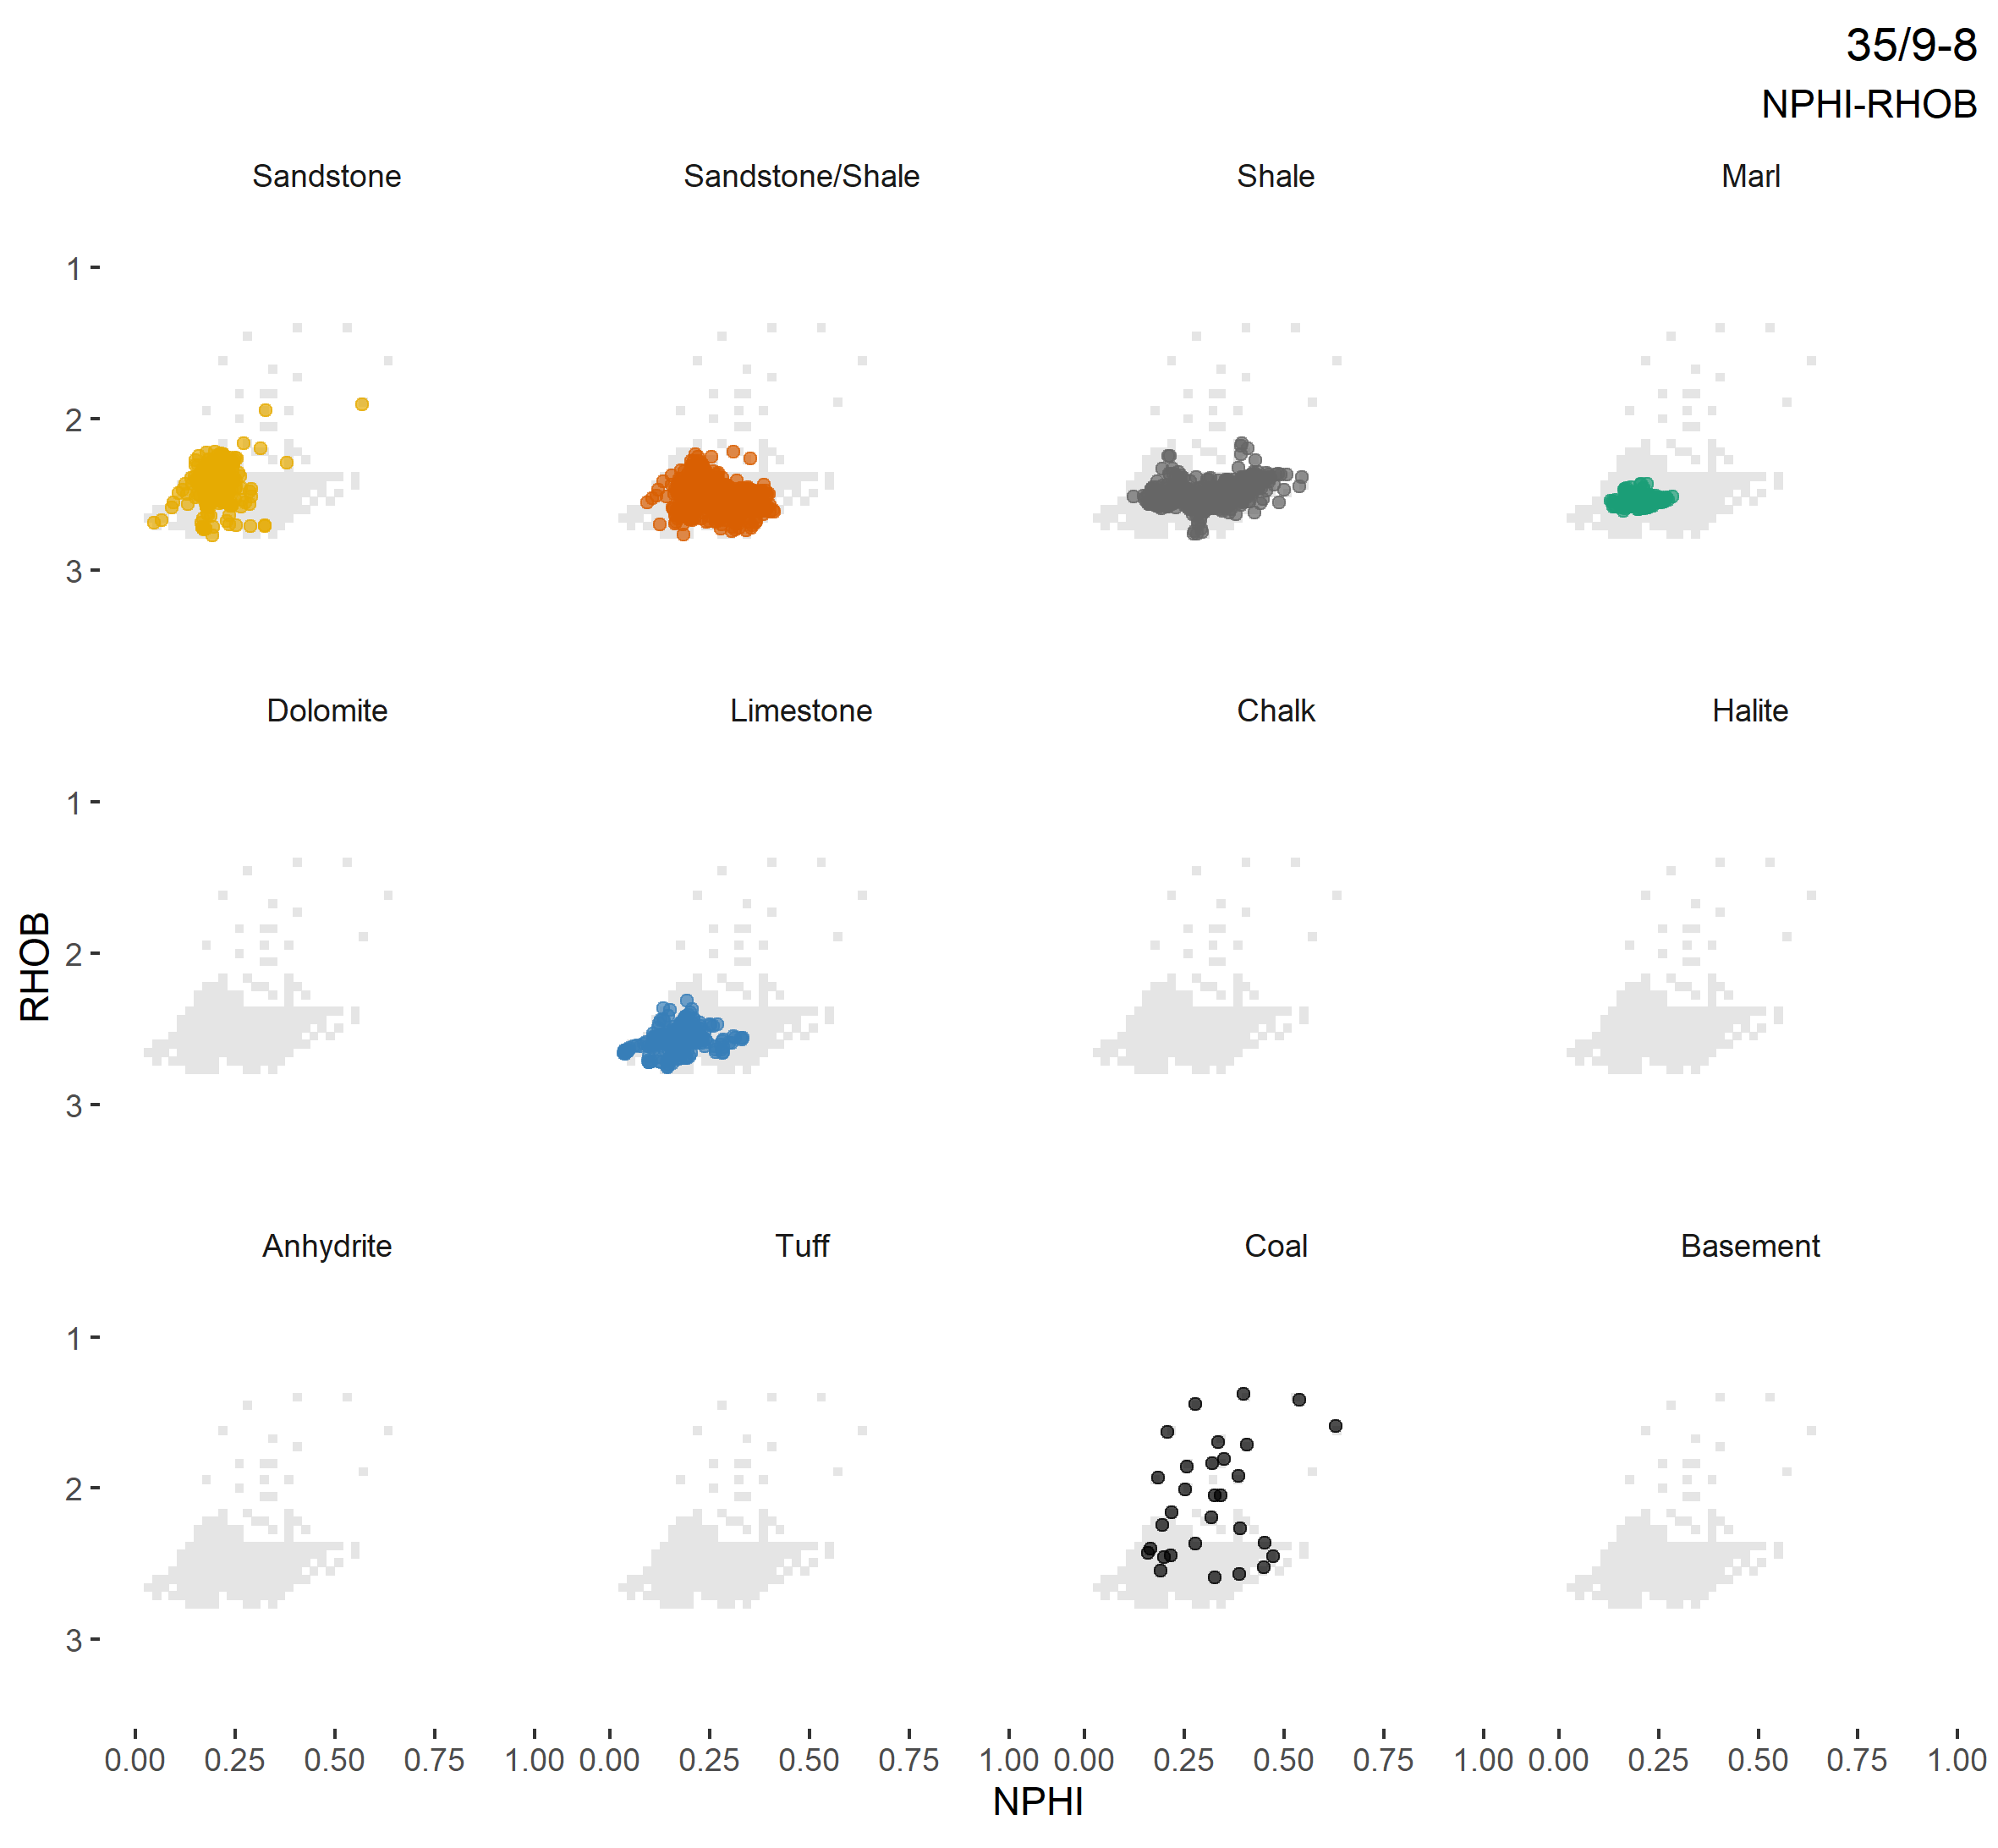 35/9-8
NPHI-RHOB
Sandstone Sandstone/Shale Shale Marl
1
2
3
Dolomite Limestone Chalk Halite
1
2
3
RHOB
Anhydrite Tuff Coal Basement
1
2
3
0.00 0.25 0.50 0.75 1.00 0.00 0.25 0.50 0.75 1.00 0.00 0.25 0.50 0.75 1.00 0.00 0.25 0.50 0.75 1.00
NPHI